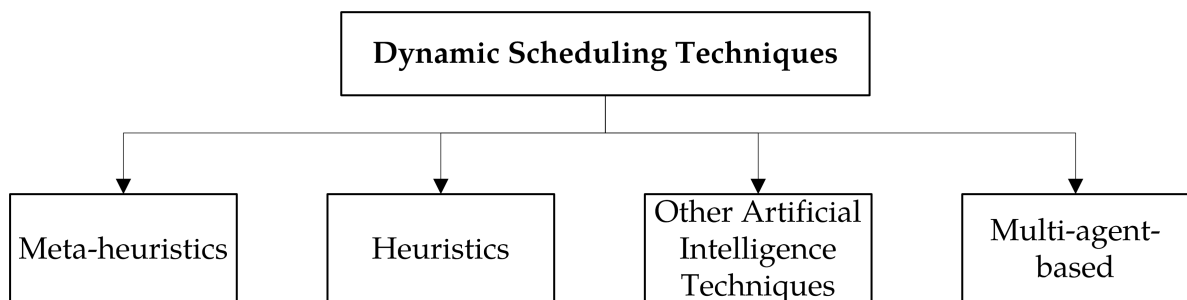 Dynamic Scheduling Techniques
Meta-heuristics
Heuristics
Other Artificial
Intelligence
Techniques
Multi-agent-
based